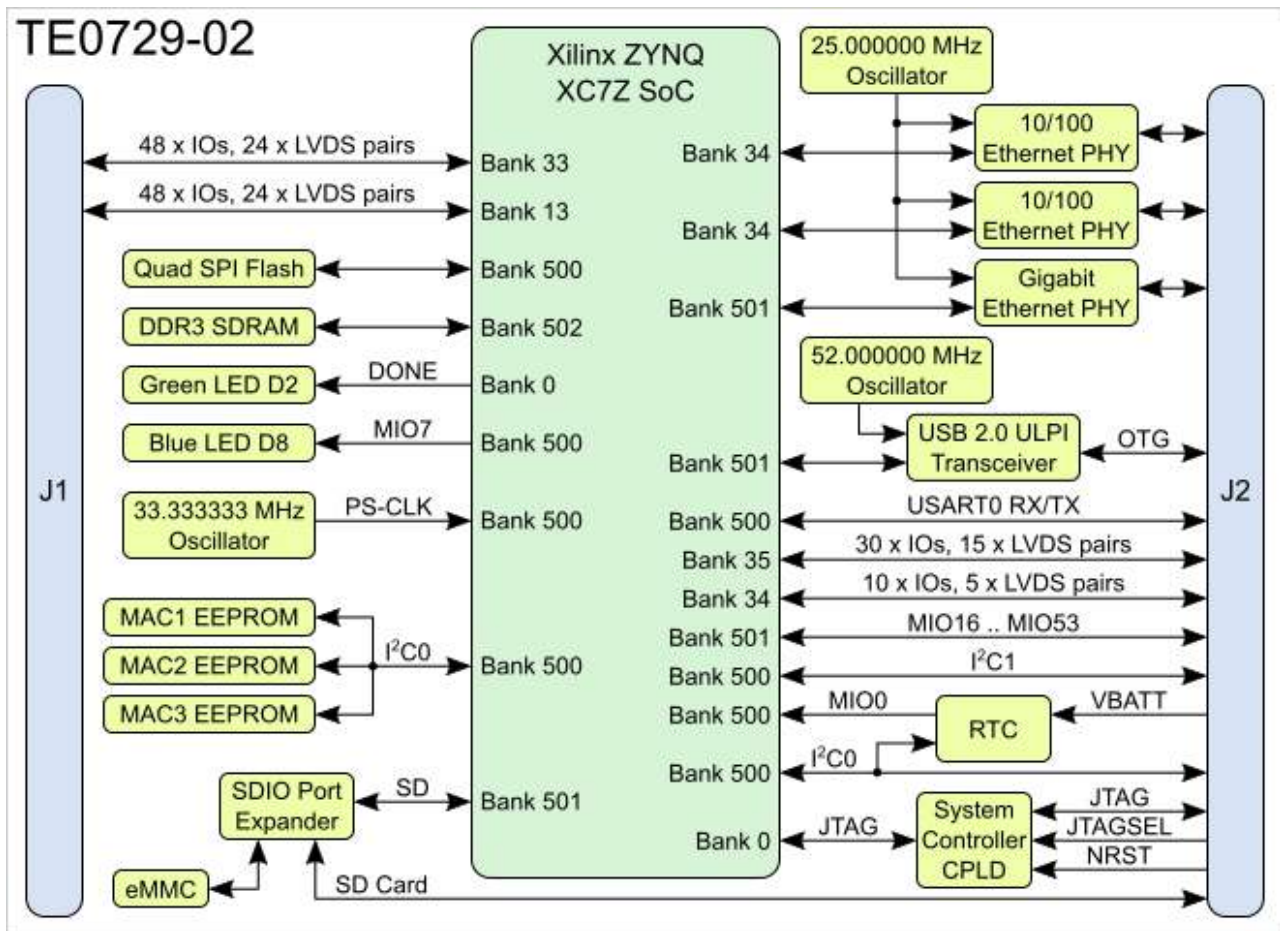 TE0729-02
Xilinx ZYNQ
XC7Z SoC
25.000000 MHz
Oscillator
48 x IOs, 24 x LVDS pairs
Bank 33
Bank 34
10/100
Ethernet PHY
48 x IOs, 24 x LVDS pairs
Bank 13
Bank 34
10/100
Ethernet PHY
Quad SPI Flash
Bank 500
Bank 501
Gigabit
Ethernet PHY
DDR3 SDRAM
Bank 502
52.000000 MHz
Oscillator
Green LED D2
DONE
Bank 0
Blue LED D8
MIO7
Bank 500
Bank 501
USB 2.0 ULPI
Transceiver
OTG
J1
J2
33.333333 MHz
Oscillator
PS-CLK
Bank 500
Bank 500
USART0 RX/TX
Bank 35
30 x IOs, 15 x LVDS pairs
Bank 34
10 x IOs, 5 x LVDS pairs
MAC1 EEPROM
MAC2 EEPROM
MAC3 EEPROM
I²C0
Bank 500
Bank 501
MIO16 .. MIO53
Bank 500
I²C1
Bank 500
MIO0
RTC
VBATT
Bank 500
I²C0
SDIO Port
Expander
SD
Bank 501
Bank 0
JTAG
System
Controller
CPLD
JTAG
JTAGSEL
NRST
eMMC
SD Card